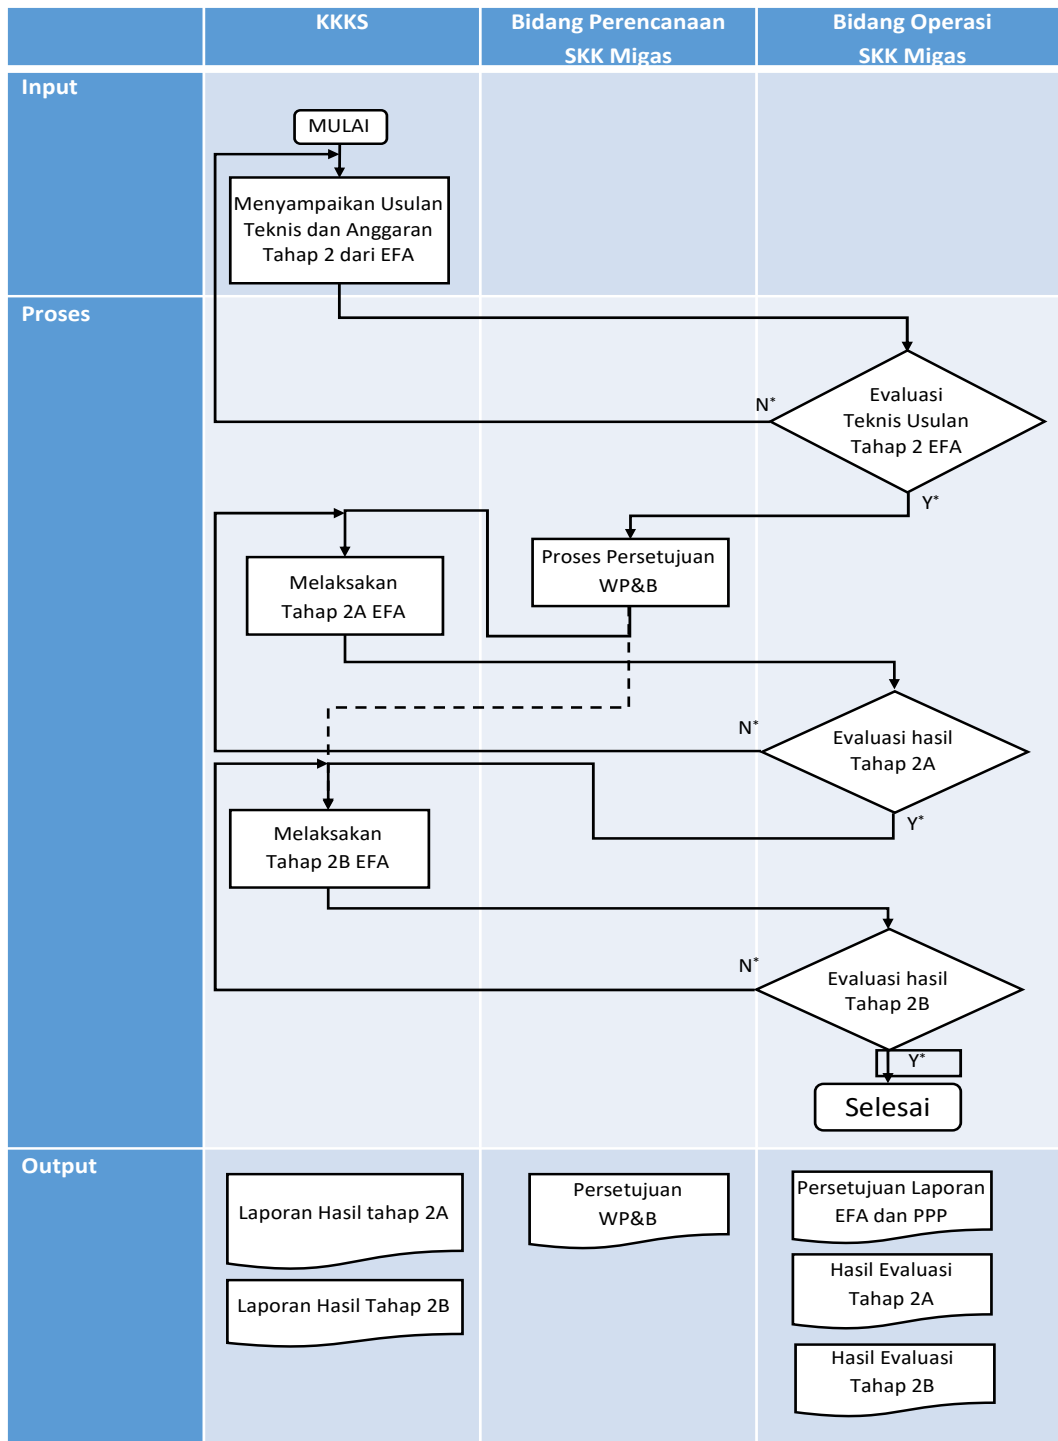 KKKS
Bidang Perencanaan
SKK Migas
Bidang Operasi
SKK Migas
Input
MULAI
Menyampaikan Usulan
Teknis dan Anggaran
Tahap 2 dari EFA
Proses
Evaluasi
Teknis Usulan
Tahap 2 EFA
N*
Y*
Proses Persetujuan
WP&B
Melaksakan
Tahap 2A EFA
Evaluasi hasil
Tahap 2A
N*
Y*
Melaksakan
Tahap 2B EFA
Evaluasi hasil
Tahap 2B
N*
Y*
Selesai
Output
Laporan Hasil tahap 2A
Laporan Hasil Tahap 2B
Persetujuan
WP&B
Persetujuan Laporan
EFA dan PPP
Hasil Evaluasi
Tahap 2A
Hasil Evaluasi
Tahap 2B